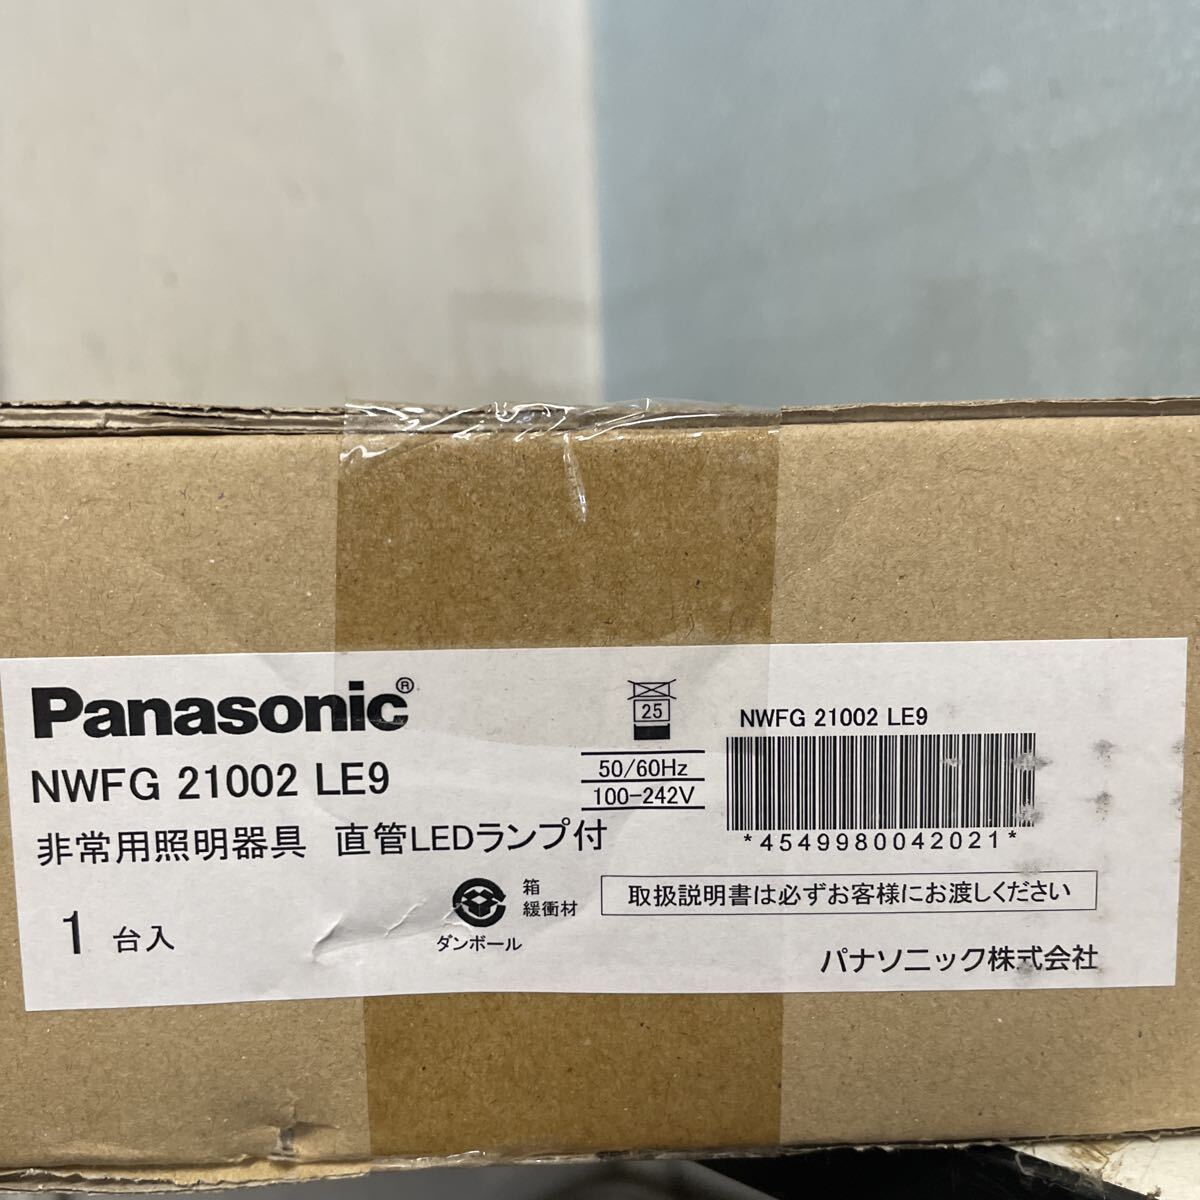 Panasonic®
NWFG 21002 LE9
非常用照明器具 直管LEDランプ付
1 台入
ダンボール
箱
緩衝材
25
50/60Hz
100-242V
NWFG 21002 LE9
*4549980042021*
取扱説明書は必ずお客様にお渡しください
パナソニック株式会社